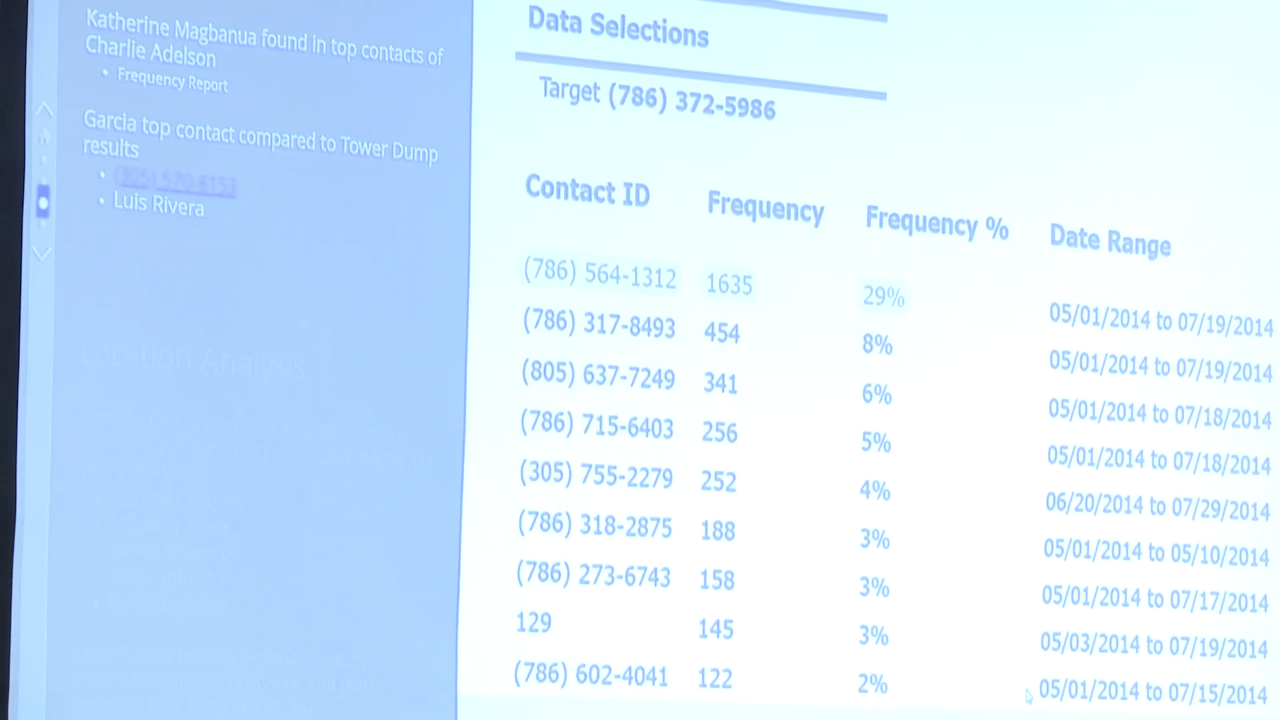 Katherine Magbanua found in top contacts of
Charlie Adelson
• Frequency Report
Garcia top contact compared to Tower Dump
results
• Luis Rivera
Location Analysis
Data Selections
Target (786) 372-5986
Contact ID Frequency Frequency % Date Range
(786) 564-1312 1635 29% 05/01/2014 to 07/19/2014
(786) 317-8493 454 8% 05/01/2014 to 07/19/2014
(805) 637-7249 341 6% 05/01/2014 to 07/18/2014
(786) 715-6403 256 5% 05/01/2014 to 07/18/2014
(305) 755-2279 252 4% 06/20/2014 to 07/29/2014
(786) 318-2875 188 3% 05/01/2014 to 05/10/2014
(786) 273-6743 158 3% 05/01/2014 to 07/17/2014
129 145 3% 05/03/2014 to 07/19/2014
(786) 602-4041 122 2% 05/01/2014 to 07/15/2014